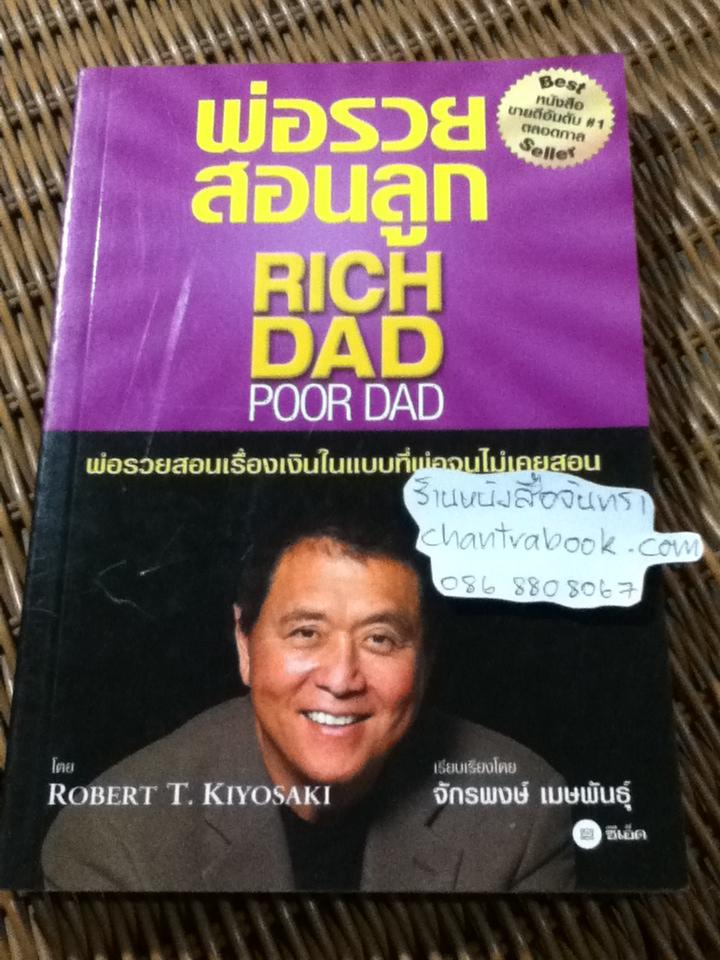 พ่อรวย
สอนลูก
Best
หนังสือ
ขายดีอันดับ #1
ตลอดกาล
Seller
RICH
DAD
POOR DAD
พ่อรวยสอนเรื่องเงินในแบบที่พ่อจนไม่เคยสอน
ร้านหนังสือจันทรา
chantrabook.com
086 8808067
โดย
ROBERT T. KIYOSAKI
เรียบเรียงโดย
จักรพงษ์ เมษพันธุ์
ซีเอ็ด